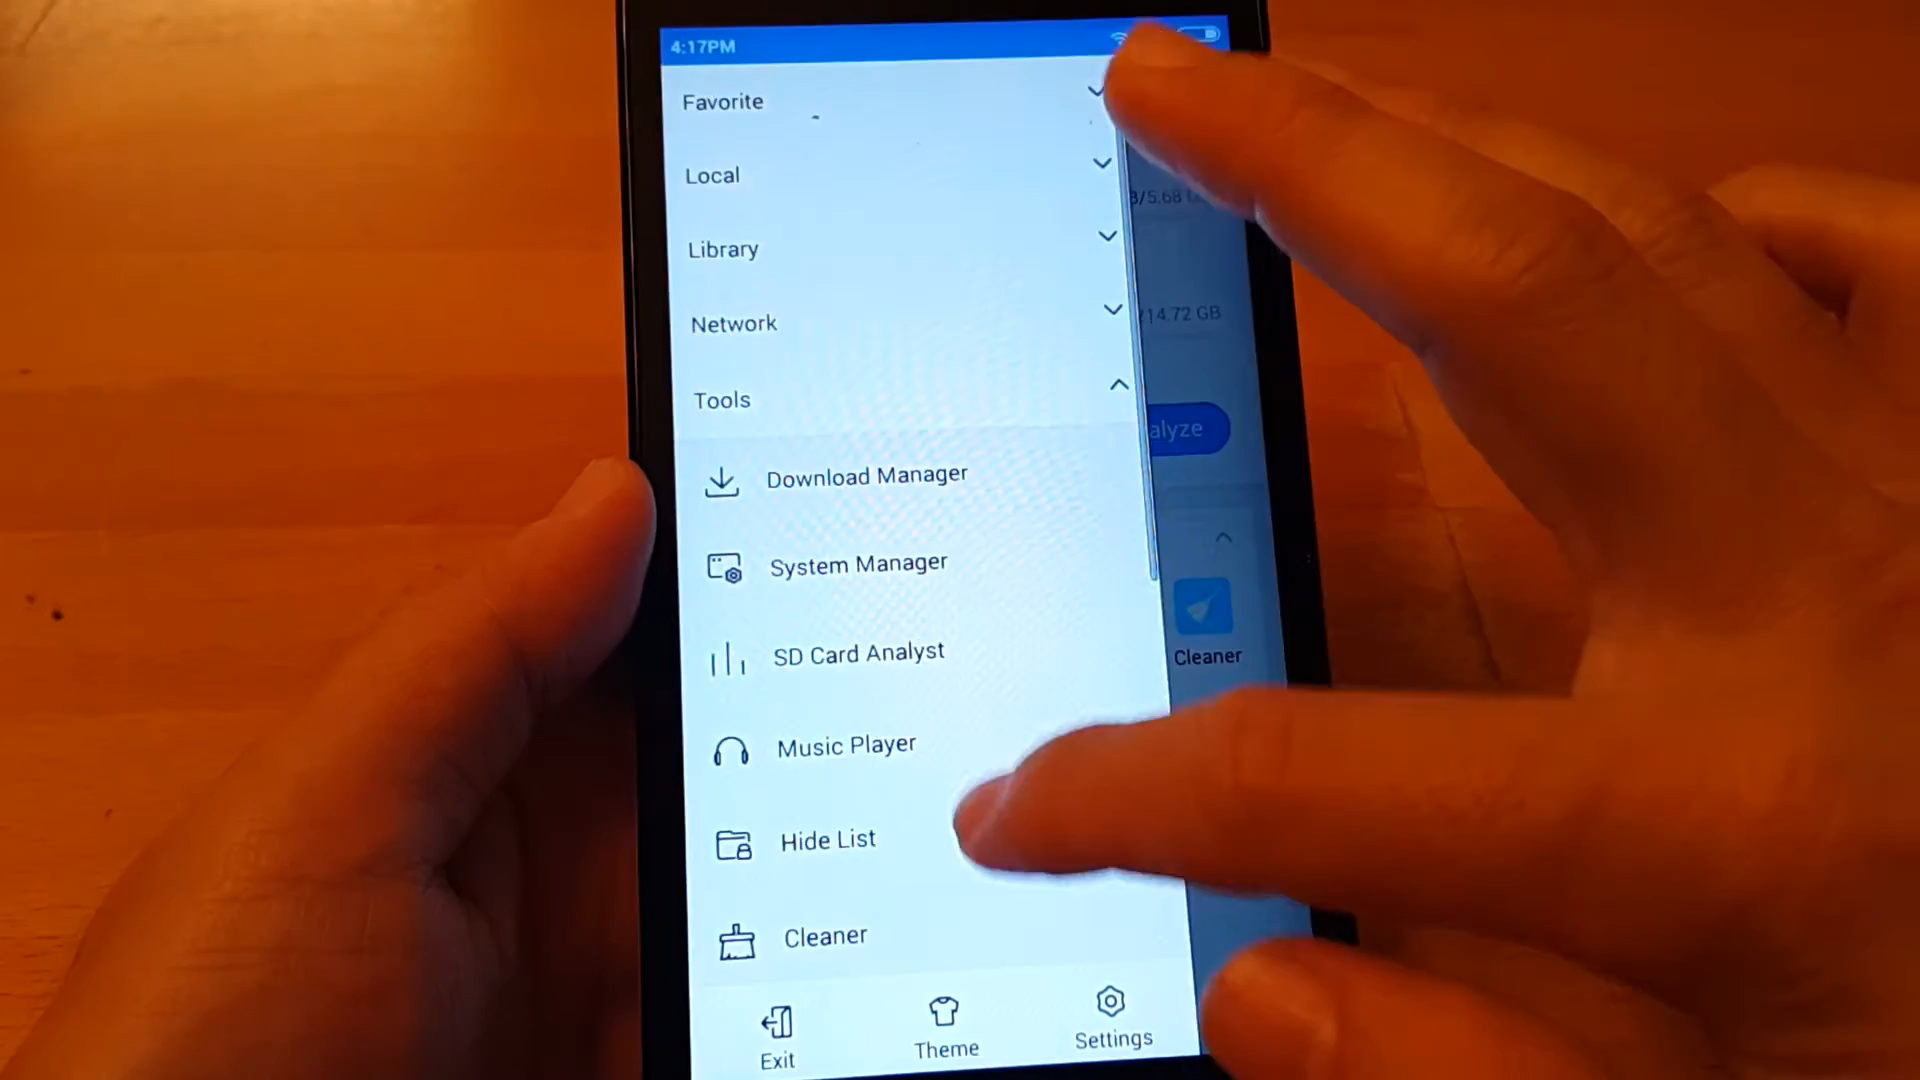 4:17PM
Favorite
Local
/5.68
Library
Network
14.72 GB
Tools
alyze
Download Manager
System Manager
SD Card Analyst
Cleaner
Music Player
Hide List
Cleaner
Exit
Theme
Settings